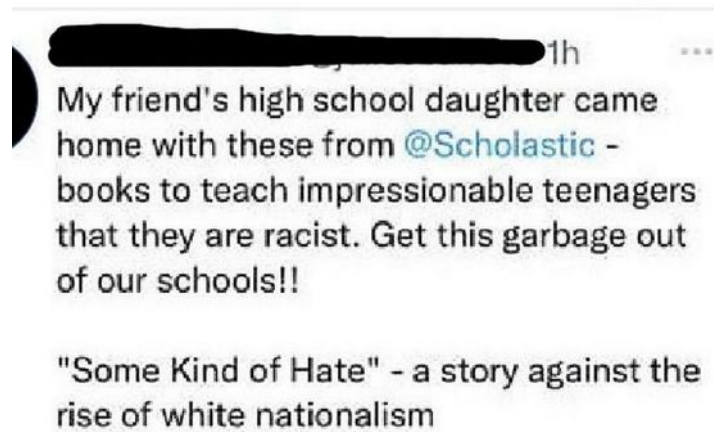 1h
My friend's high school daughter came
home with these from @Scholastic -
books to teach impressionable teenagers
that they are racist. Get this garbage out
of our schools!!
"Some Kind of Hate" - a story against the
rise of white nationalism